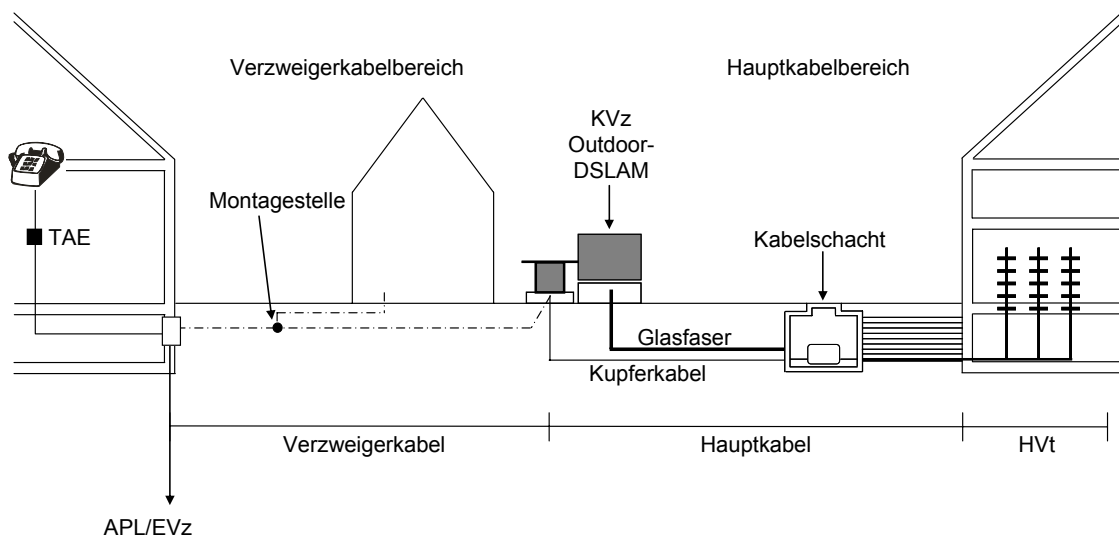 Verzweigerkabelbereich
Hauptkabelbereich
KVz
Outdoor-
DSLAM
Montagestelle
TAE
Kabelschacht
Glasfaser
Kupferkabel
Verzweigerkabel
Hauptkabel
HVt
APL/EVz